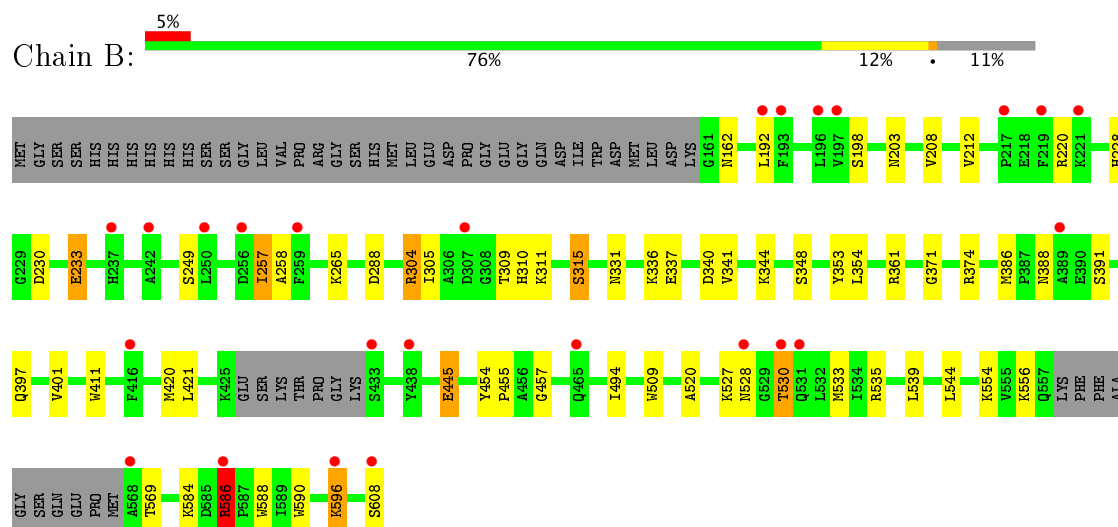 5%
Chain B:
76% 12% • 11%
MET GLY SER SER HIS HIS HIS HIS HIS HIS SER SER GLY LEU VAL PRO ARG GLY SER HIS MET LEU GLU ASP PRO GLY GLU GLY GLN ASP ILE TRP ASP MET LEU ASP LYS G161 N162 L192 F193 L196 V197 S198 N203 V208 V212 P217 E218 F219 R220 K221 H228
G229 D230 E233 H237 A242 S249 L250 D256 I257 A258 F259 K265 D288 R304 I305 A306 D307 G308 T309 H310 K311 S315 N331 K336 E337 D340 V341 K344 S348 Y353 L354 R361 G371 R374 M386 P387 N388 A389 E390 S391
Q397 V401 W411 F416 M420 L421 K425 GLU SER LYS THR PRO GLY LYS S433 Y438 E445 Y454 P455 A456 G457 Q465 I494 W509 A520 K527 N528 G529 T530 Q531 L532 M533 I534 R535 L539 L544 K554 V555 K556 Q557 LYS PHE PHE ALA
GLY SER GLN GLU PRO MET A568 T569 K584 D585 R586 P587 W588 I589 W590 K596 S608